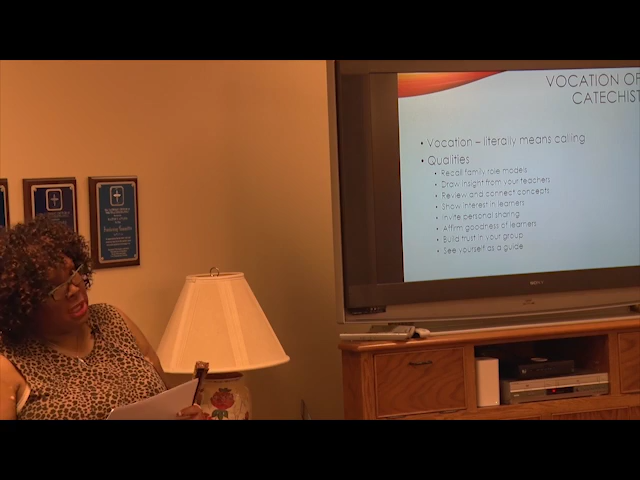 VOCATION OF
CATECHIST
• Vocation – literally means calling
• Qualities
• Recall family role models
• Draw insight from your teachers
• Review and connect concepts
• Show interest in learners
• Invite personal sharing
• Affirm goodness of learners
• Build trust in your group
• See yourself as a guide
SONY